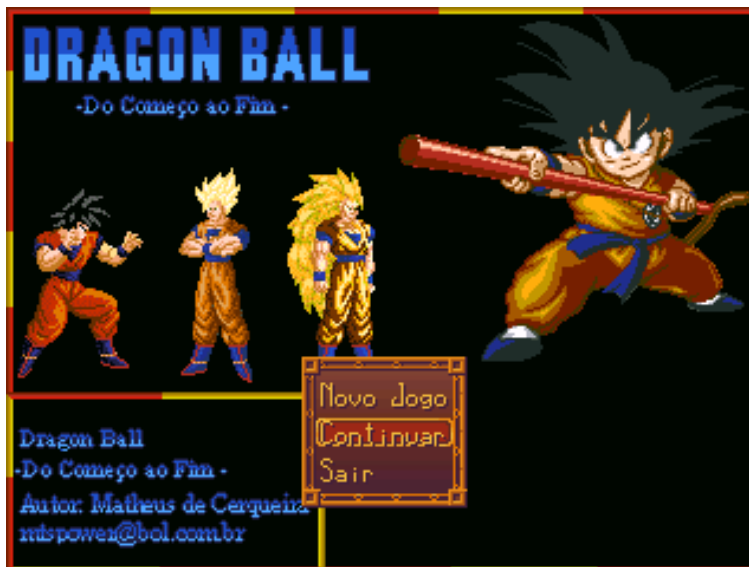 DRAGON BALL
-Do Começo ao Fim -
Novo Jogo
Continuar
Sair
Dragon Ball
-Do Começo ao Fim -
Autor: Matheus de Cerqueira
mtspower@bol.com.br